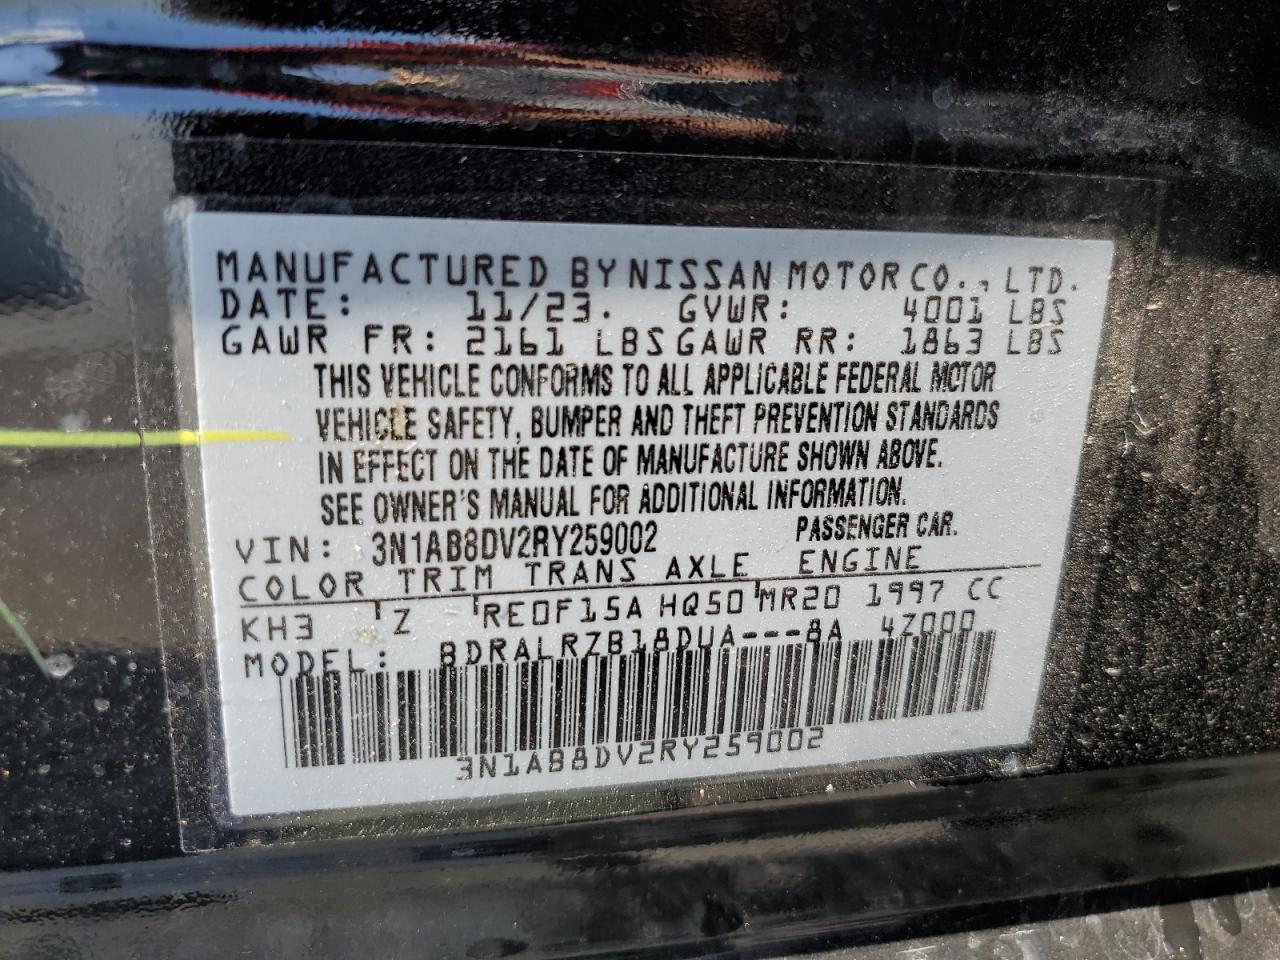 MANUFACTURED BY NISSAN MOTOR CO., LTD.
DATE: 11/23. GVWR: 4001 LBS
GAWR FR: 2161 LBS GAWR RR: 1863 LBS
THIS VEHICLE CONFORMS TO ALL APPLICABLE FEDERAL MOTOR
VEHICLE SAFETY, BUMPER AND THEFT PREVENTION STANDARDS
IN EFFECT ON THE DATE OF MANUFACTURE SHOWN ABOVE.
SEE OWNER'S MANUAL FOR ADDITIONAL INFORMATION.
VIN: 3N1AB8DV2RY259002 PASSENGER CAR.
COLOR TRIM TRANS AXLE ENGINE
KH3 Z RE0F15A HQ50 MR20 1997 CC
MODEL: BDRALRZB18DUA---8A 4Z000
3N1AB8DV2RY259002